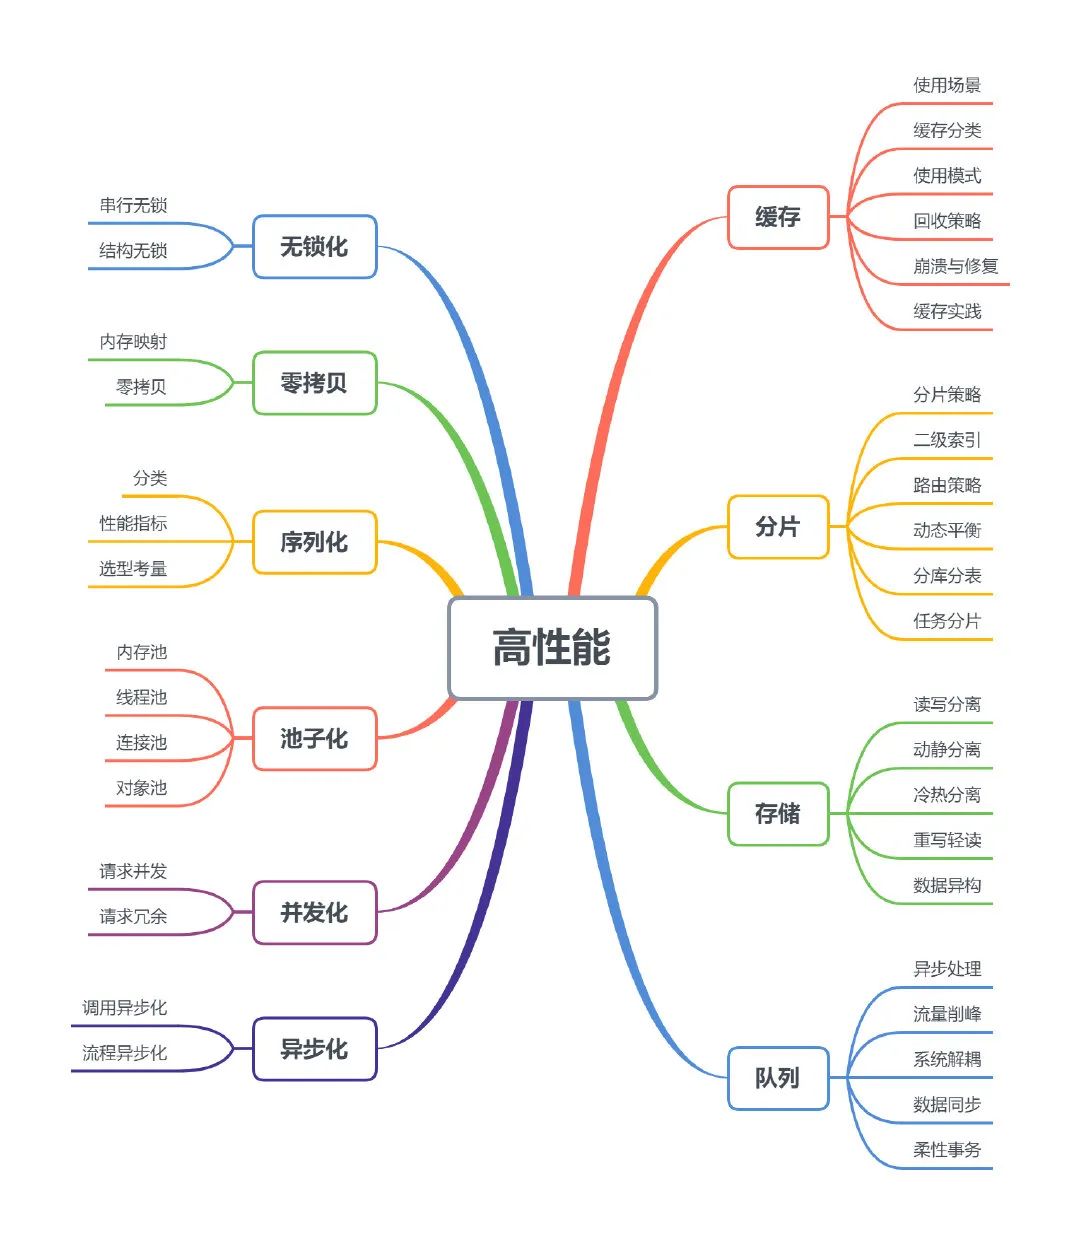 高性能
无锁化
串行无锁
结构无锁
零拷贝
内存映射
零拷贝
序列化
分类
性能指标
选型考量
池子化
内存池
线程池
连接池
对象池
并发化
请求并发
请求冗余
异步化
调用异步化
流程异步化
缓存
使用场景
缓存分类
使用模式
回收策略
崩溃与修复
缓存实践
分片
分片策略
二级索引
路由策略
动态平衡
分库分表
任务分片
存储
读写分离
动静分离
冷热分离
重写轻读
数据异构
队列
异步处理
流量削峰
系统解耦
数据同步
柔性事务